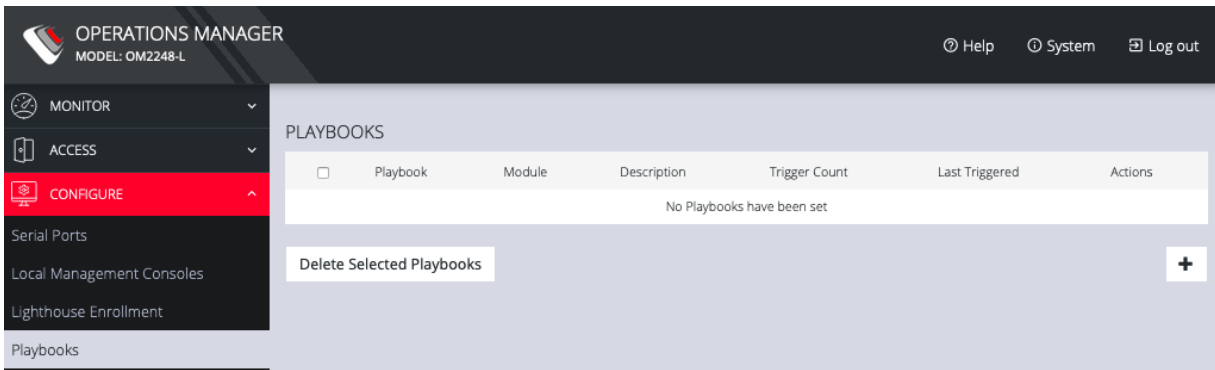 OPERATIONS MANAGER
MODEL: OM2248-L
Help System Log out
MONITOR
ACCESS
CONFIGURE
Serial Ports
Local Management Consoles
Lighthouse Enrollment
Playbooks
PLAYBOOKS
Playbook Module Description Trigger Count Last Triggered Actions
No Playbooks have been set
Delete Selected Playbooks
+